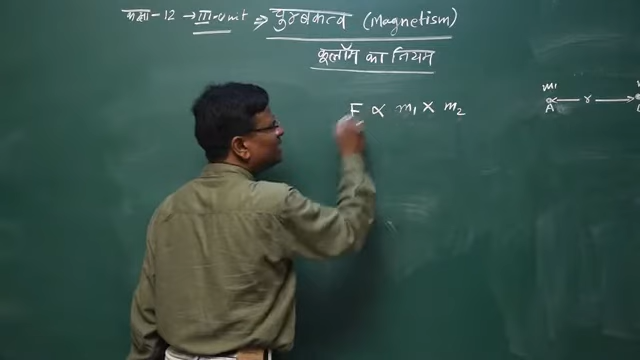 कक्षा-12 → III-Unit ⇒ चुम्बकत्व (Magnetism)
कूलॉम का नियम
F ∝ m₁ × m₂
m₁
A ← r →